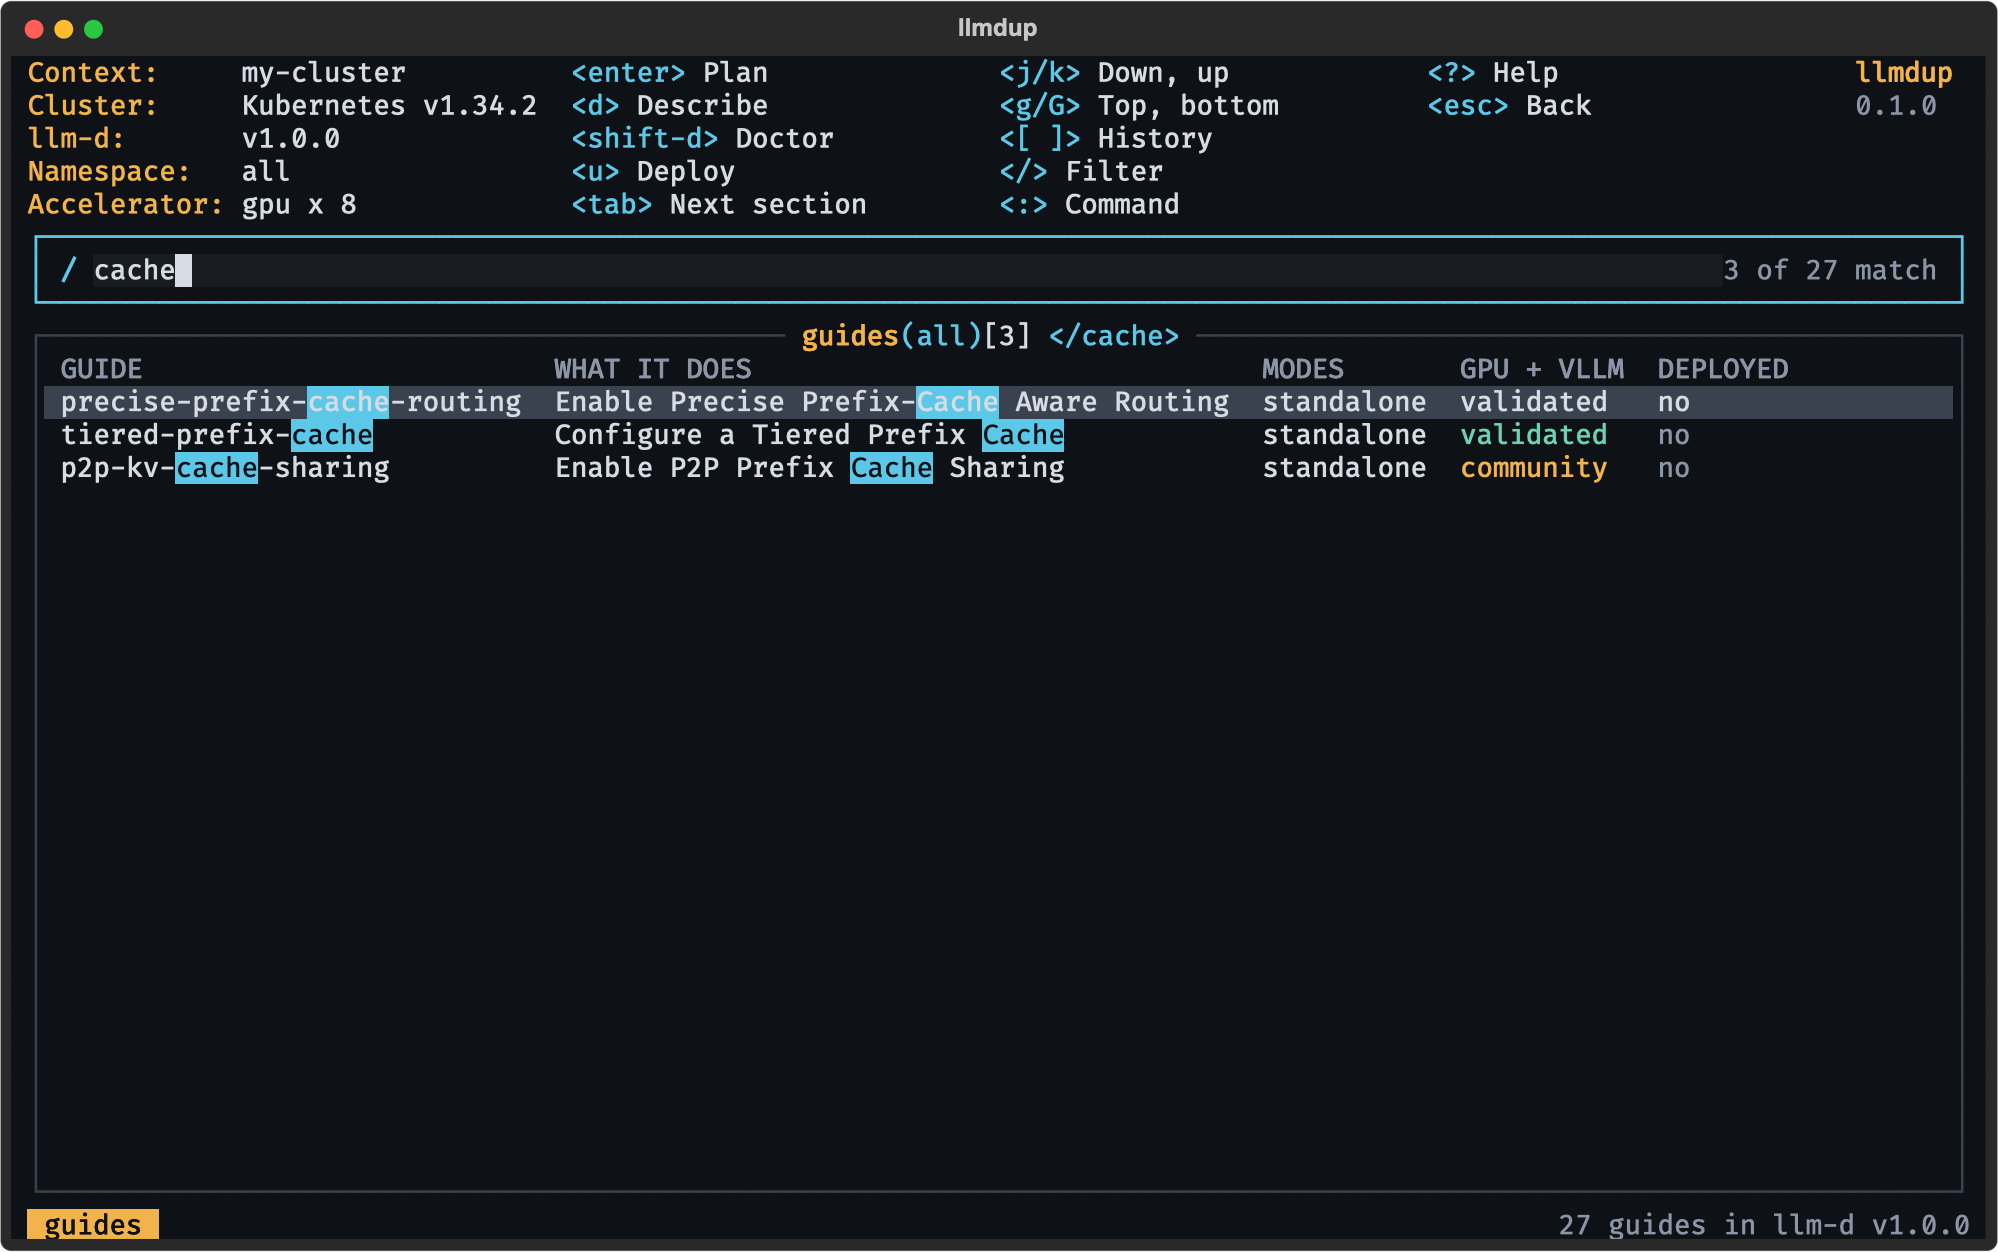 llmdup
Context: my-cluster <enter> Plan <j/k> Down, up <?> Help llmdup
Cluster: Kubernetes v1.34.2 <d> Describe <g/G> Top, bottom <esc> Back 0.1.0
llm-d: v1.0.0 <shift-d> Doctor <[ ]> History
Namespace: all <u> Deploy </> Filter
Accelerator: gpu x 8 <tab> Next section <:> Command
/ cache 3 of 27 match
guides(all)[3] </cache>
GUIDE WHAT IT DOES MODES GPU + VLLM DEPLOYED
precise-prefix-cache-routing Enable Precise Prefix-Cache Aware Routing standalone validated no
tiered-prefix-cache Configure a Tiered Prefix Cache standalone validated no
p2p-kv-cache-sharing Enable P2P Prefix Cache Sharing standalone community no
guides 27 guides in llm-d v1.0.0